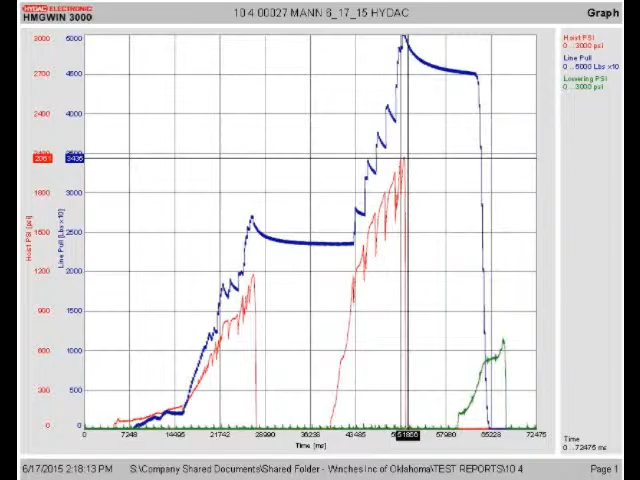 HYDAC ELECTRONIC
HMGWIN 3000
10 4 00027 MANN 6_17_15 HYDAC
Graph
3000 5000
2700 4500
2400 4000
2061 3436
1800 3000
1500 2500
1200 2000
900 1500
600 1000
300 500
0 0
Hoist PSI [psi]
Line Pull [Lbs x10]
0 7248 14495 21742 28990 36238 43485 51806 57980 65228 72475
Time [ms]
Hoist PSI
0...3000 psi
Line Pull
0...5000 Lbs x10
Lowering PSI
0...3000 psi
Time
0...72475 ms
6/17/2015 2:18:13 PM
S:\Company Shared Documents\Shared Folder - Winches Inc of Oklahoma\TEST REPORTS\10 4
Page 1